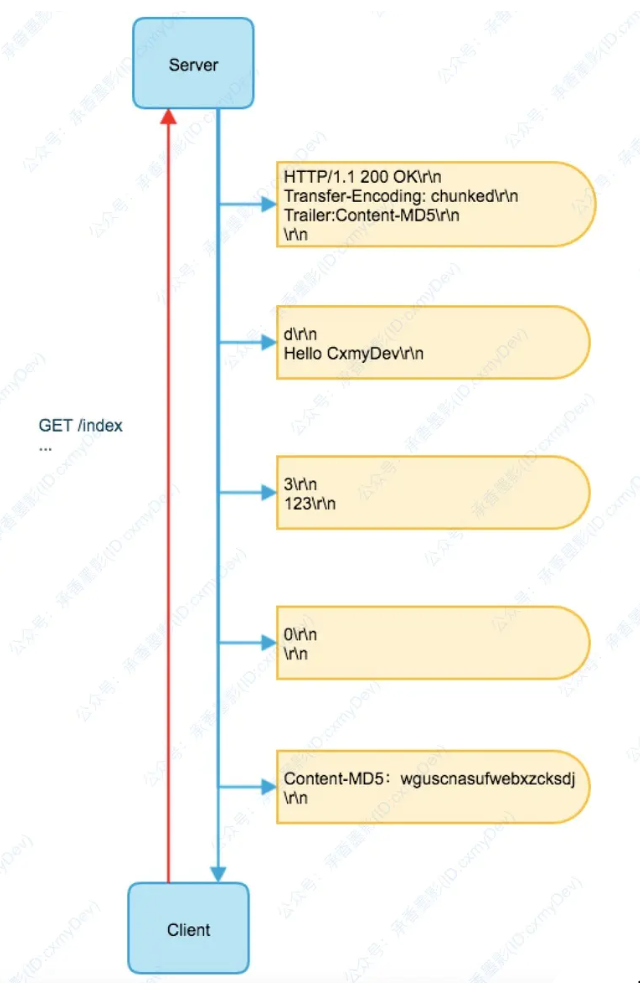 Server
HTTP/1.1 200 OK\r\n
Transfer-Encoding: chunked\r\n
Trailer:Content-MD5\r\n
\r\n
d\r\n
Hello CxmyDev\r\n
GET /index
...
3\r\n
123\r\n
0\r\n
\r\n
Content-MD5：wguscnasufwebxzcksdj
\r\n
Client
公众号：承香墨影(ID:cxmyDev)